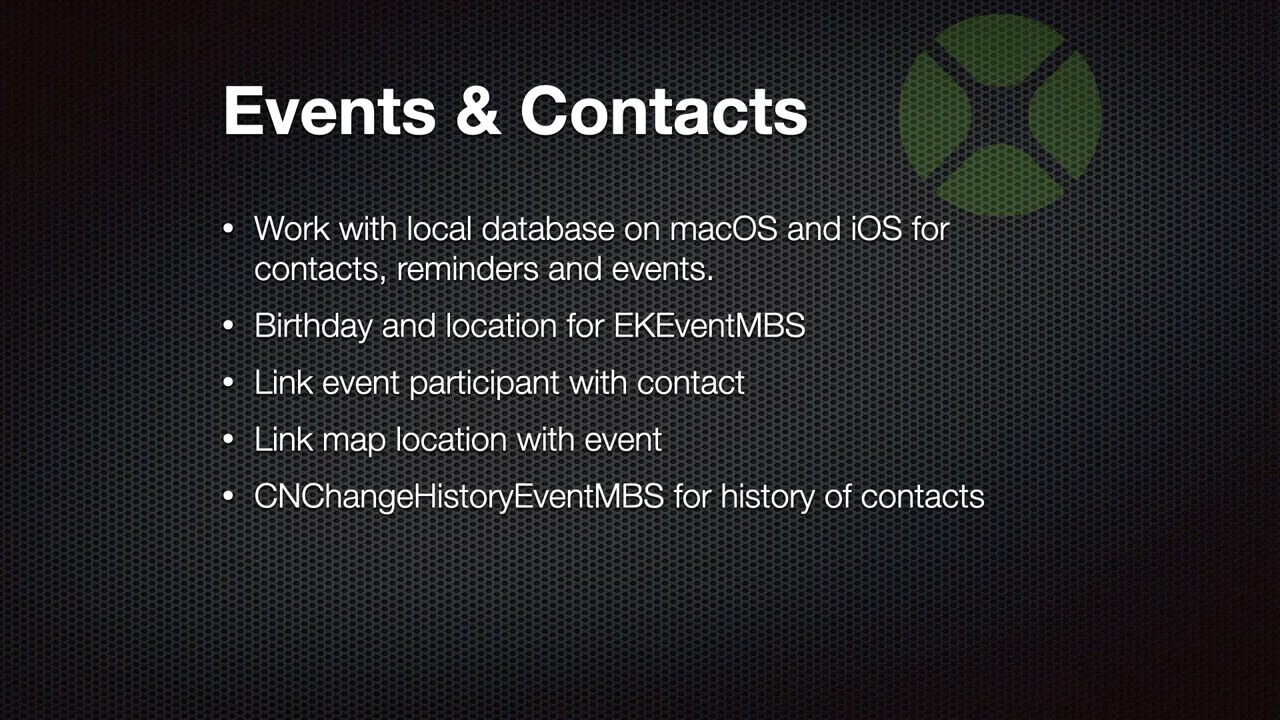 Events & Contacts
• Work with local database on macOS and iOS for
contacts, reminders and events.
• Birthday and location for EKEventMBS
• Link event participant with contact
• Link map location with event
• CNChangeHistoryEventMBS for history of contacts